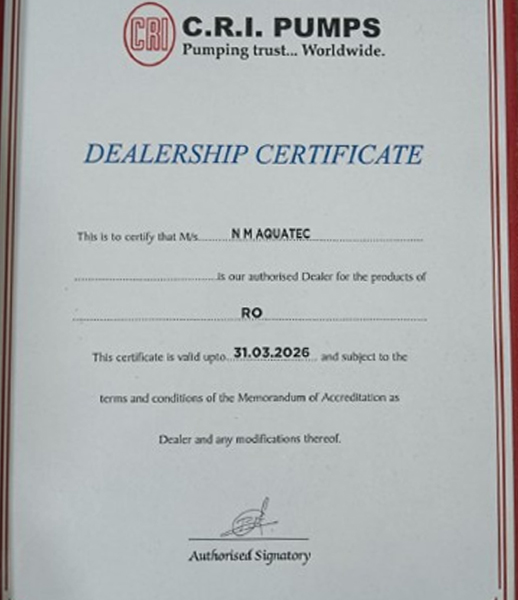 CRI C.R.I. PUMPS
Pumping trust... Worldwide.
DEALERSHIP CERTIFICATE
This is to certify that M/s. N M AQUATEC
is our authorised Dealer for the products of
RO
This certificate is valid upto 31.03.2026 and subject to the
terms and conditions of the Memorandum of Accreditation as
Dealer and any modifications thereof.
Authorised Signatory